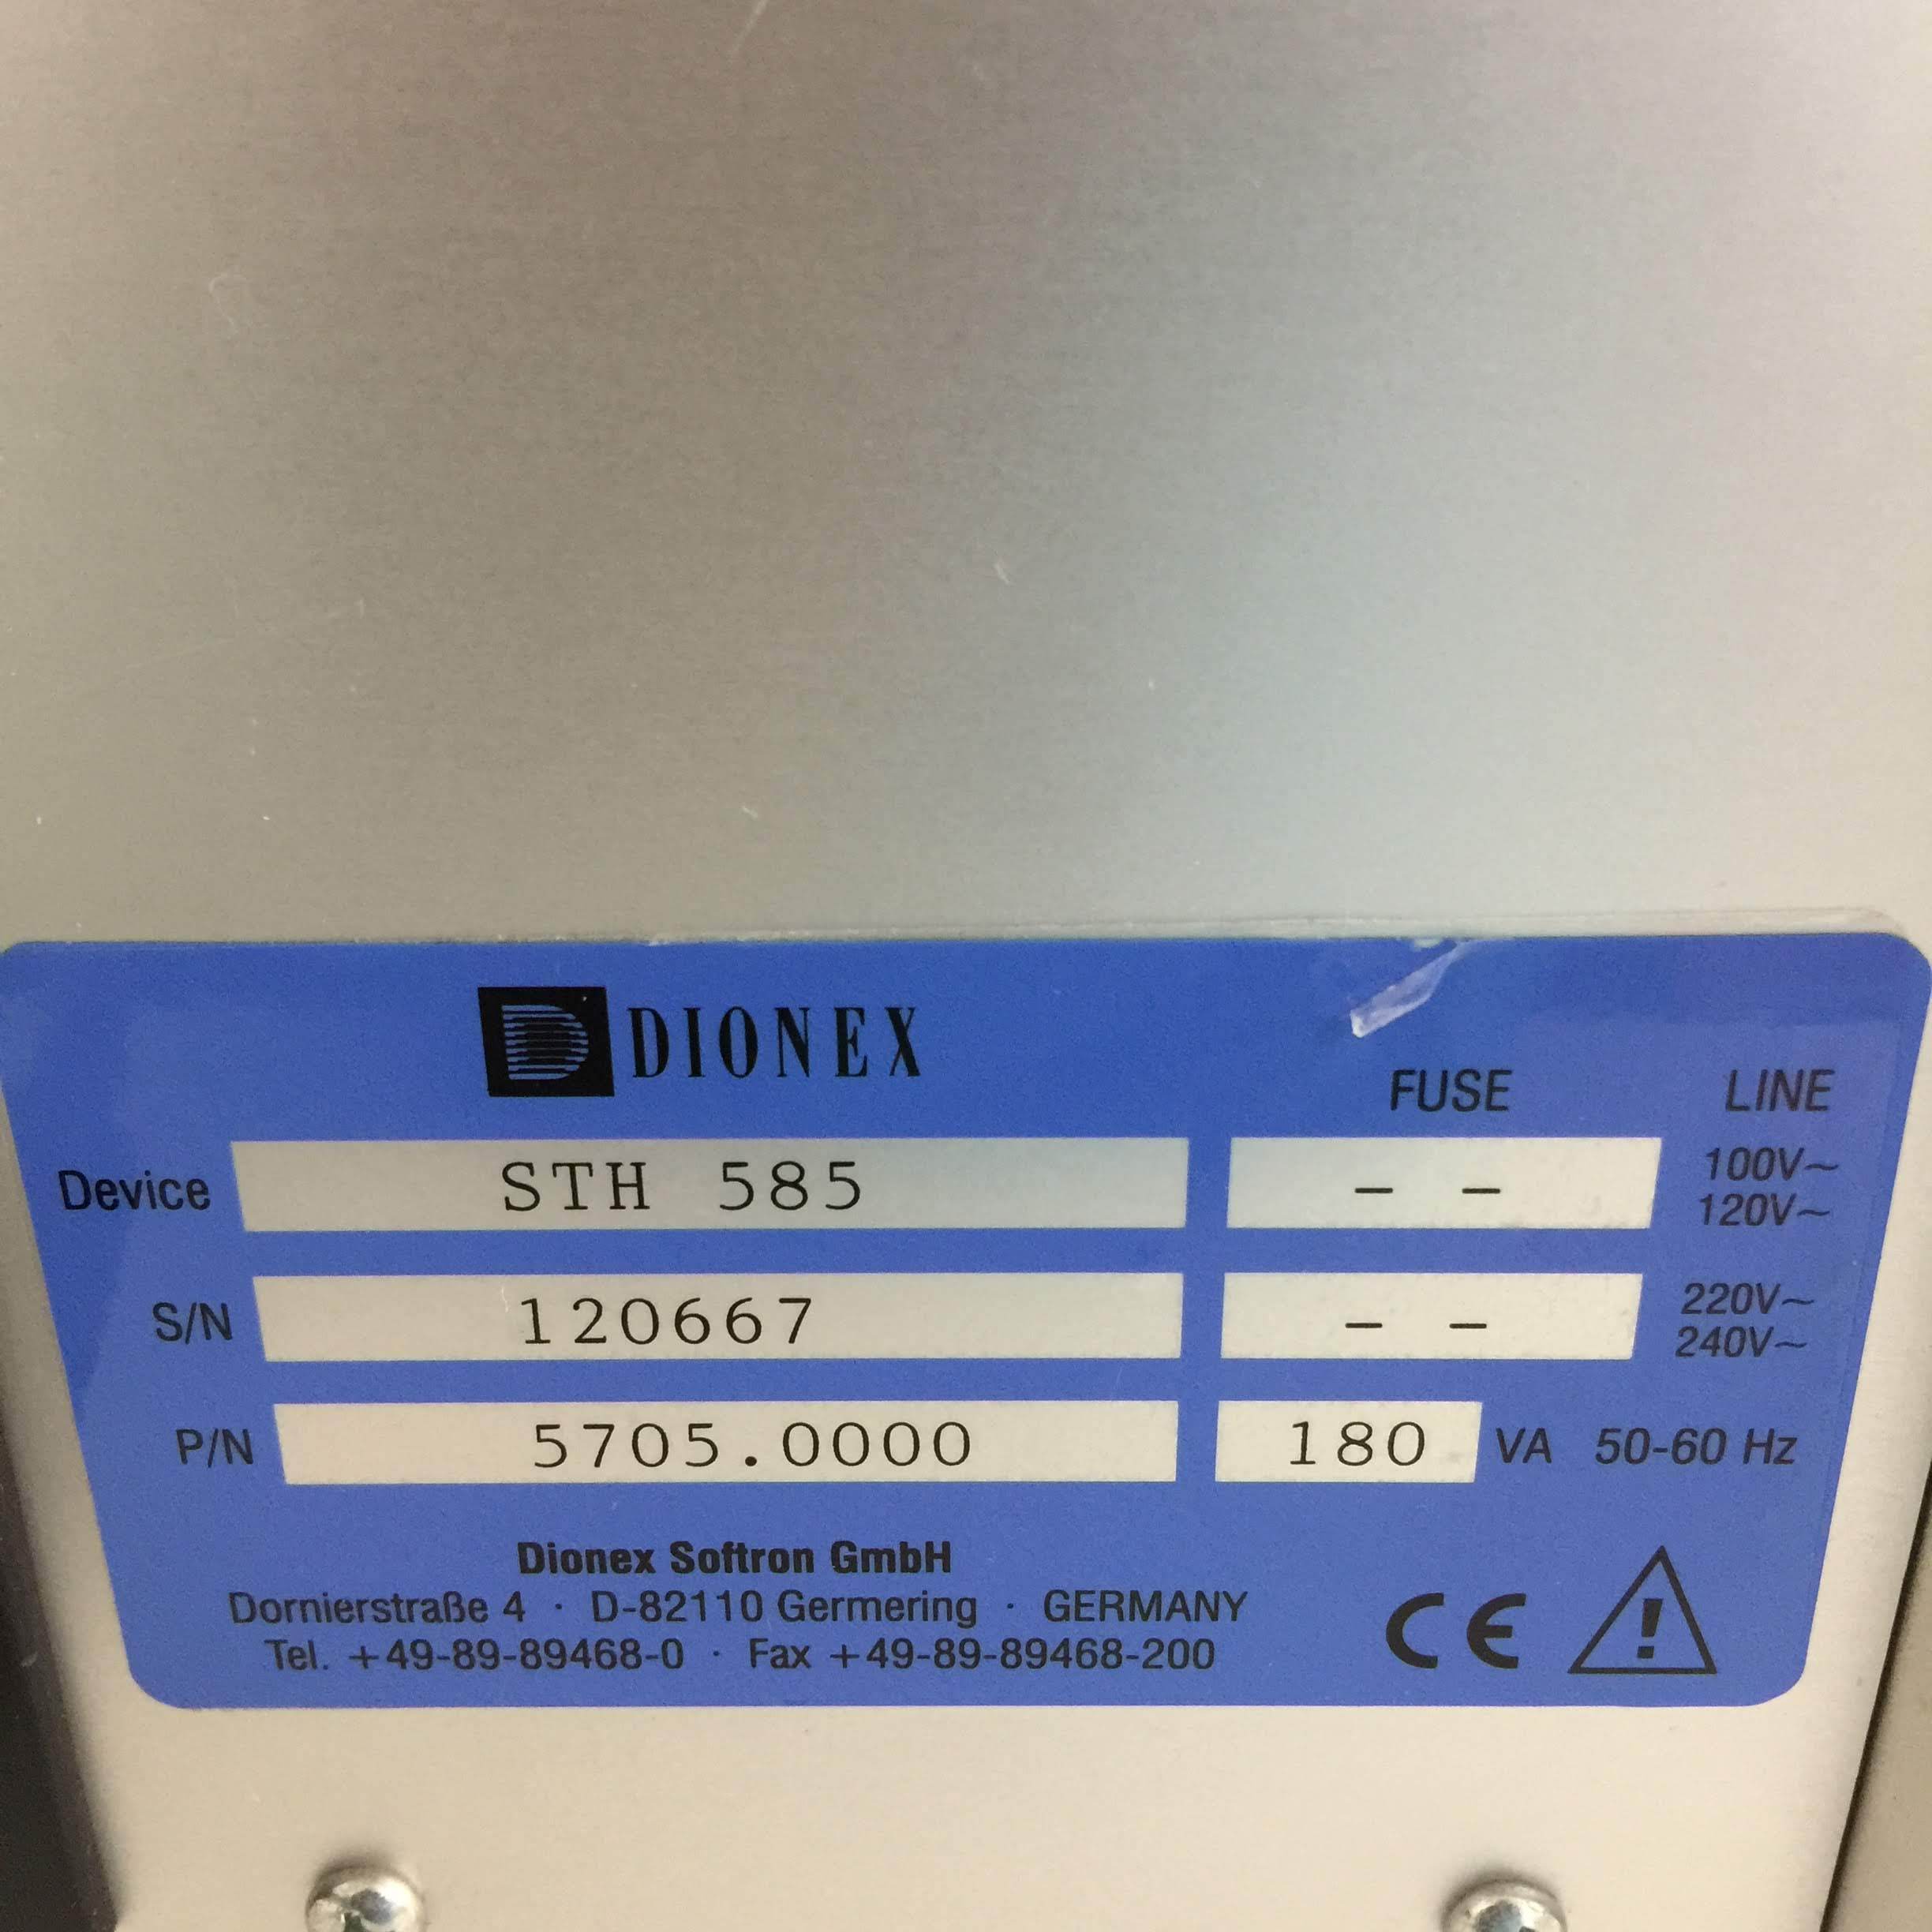 DIONEX
FUSE LINE
Device STH 585 - - 100V~
120V~
S/N 120667 - - 220V~
240V~
P/N 5705.0000 180 VA 50-60 Hz
Dionex Softron GmbH
Dornierstraße 4 · D-82110 Germering · GERMANY
Tel. +49-89-89468-0 · Fax +49-89-89468-200
CE
!